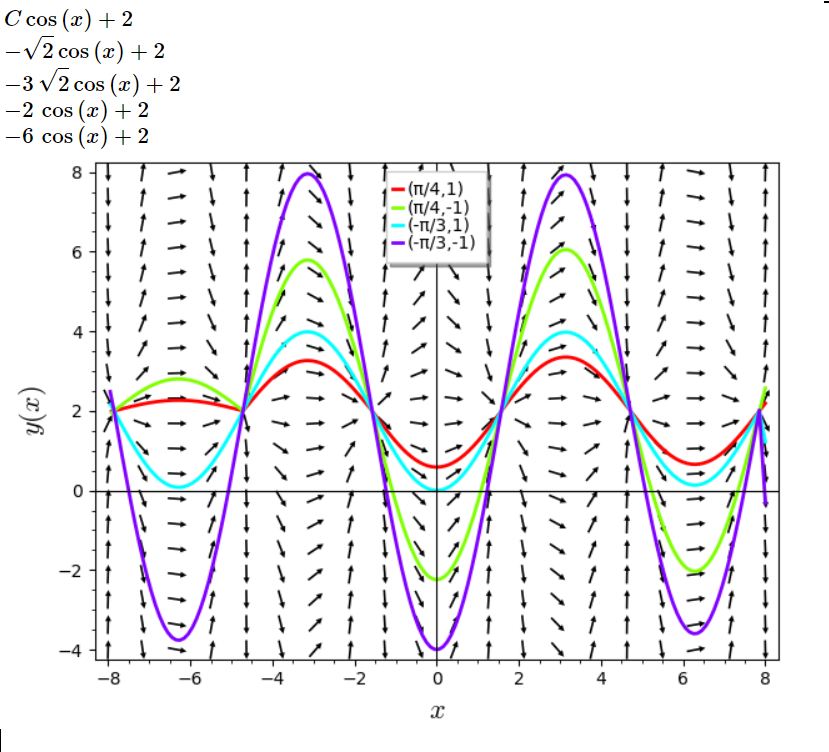 C cos (x) + 2
−√2 cos (x) + 2
−3 √2 cos (x) + 2
−2 cos (x) + 2
−6 cos (x) + 2
8
6
4
2
0
−2
−4
y(x)
(π/4,1)
(π/4,-1)
(-π/3,1)
(-π/3,-1)
−8 −6 −4 −2 0 2 4 6 8
x